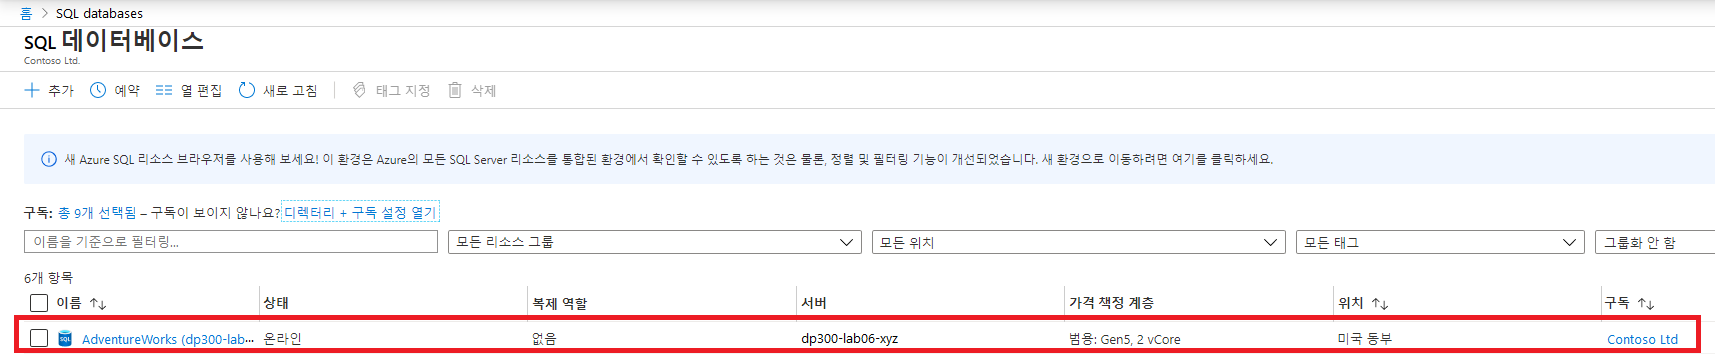 홈 > SQL databases
SQL 데이터베이스
Contoso Ltd.
추가 예약 열 편집 새로 고침 태그 지정 삭제
새 Azure SQL 리소스 브라우저를 사용해 보세요! 이 환경은 Azure의 모든 SQL Server 리소스를 통합된 환경에서 확인할 수 있도록 하는 것은 물론, 정렬 및 필터링 기능이 개선되었습니다. 새 환경으로 이동하려면 여기를 클릭하세요.
구독: 총 9개 선택됨 – 구독이 보이지 않나요? 디렉터리 + 구독 설정 열기
이름을 기준으로 필터링... 모든 리소스 그룹 모든 위치 모든 태그 그룹화 안 함
6개 항목
이름 상태 복제 역할 서버 가격 책정 계층 위치 구독
SQL AdventureWorks (dp300-lab... 온라인 없음 dp300-lab06-xyz 범용: Gen5, 2 vCore 미국 동부 Contoso Ltd